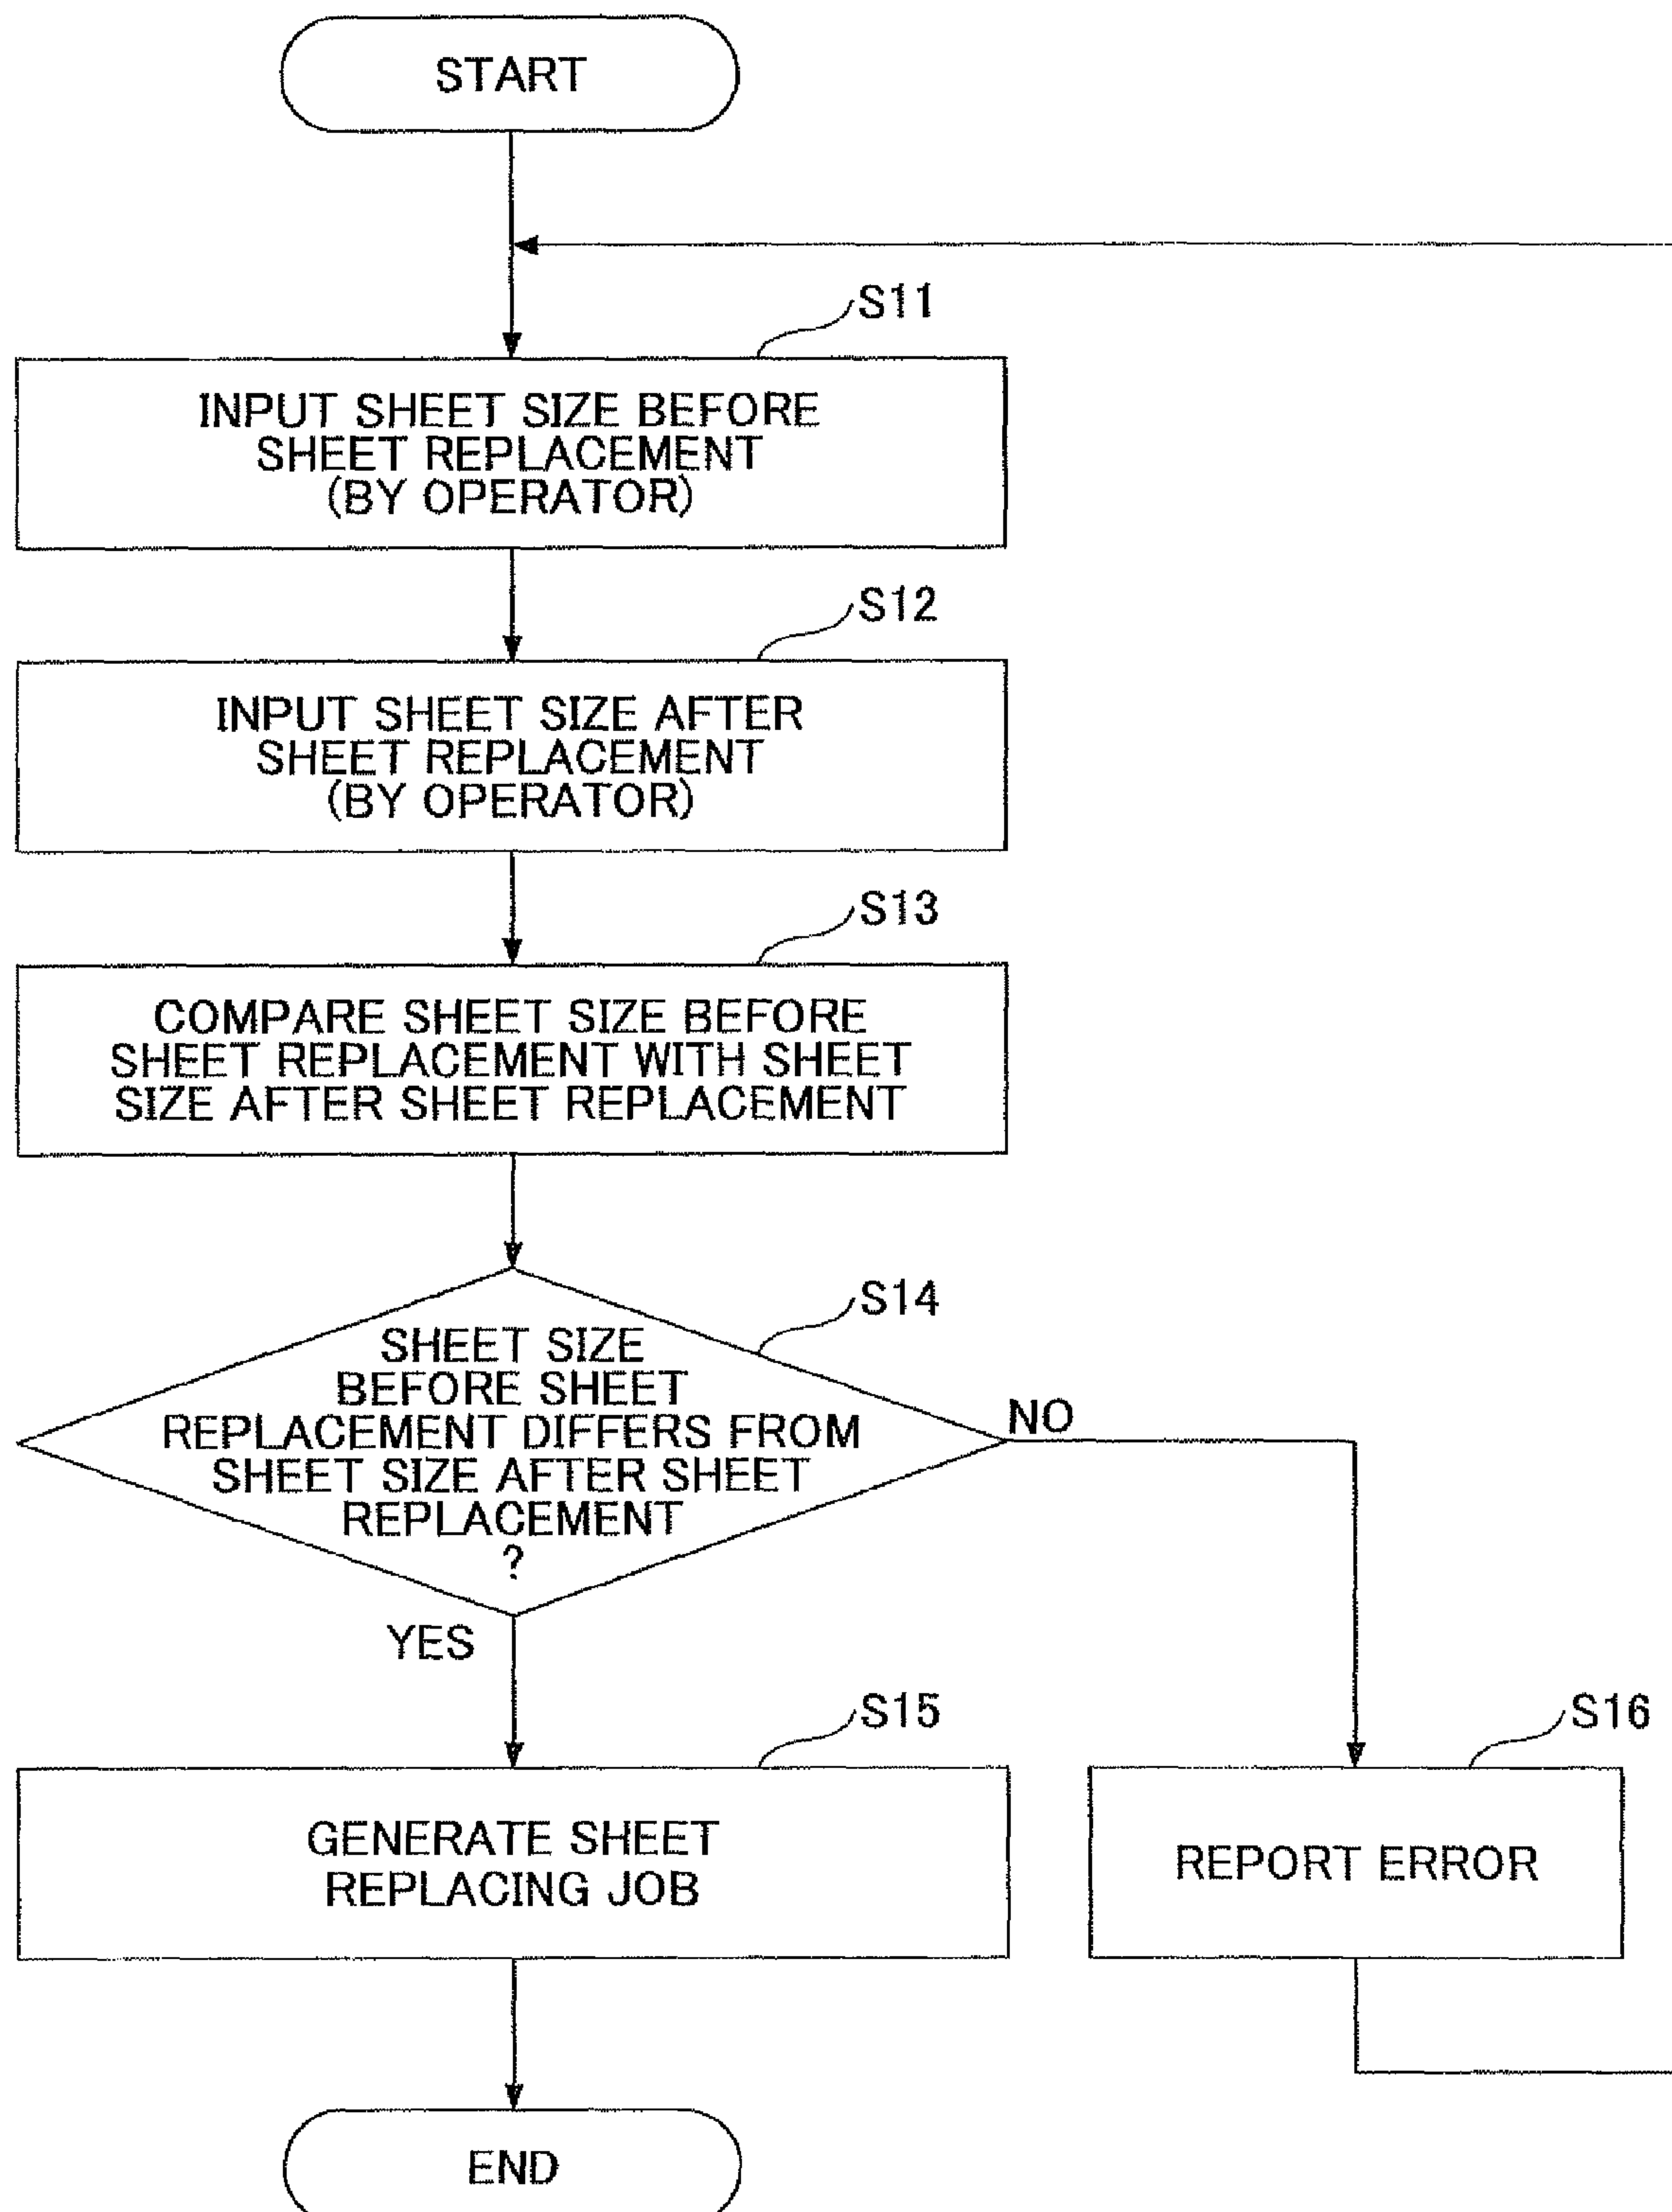 START
S11
INPUT SHEET SIZE BEFORE
SHEET REPLACEMENT
(BY OPERATOR)
S12
INPUT SHEET SIZE AFTER
SHEET REPLACEMENT
(BY OPERATOR)
S13
COMPARE SHEET SIZE BEFORE
SHEET REPLACEMENT WITH SHEET
SIZE AFTER SHEET REPLACEMENT
S14
SHEET SIZE
BEFORE SHEET
REPLACEMENT DIFFERS FROM
SHEET SIZE AFTER SHEET
REPLACEMENT
?
NO
YES
S15
GENERATE SHEET
REPLACING JOB
S16
REPORT ERROR
END